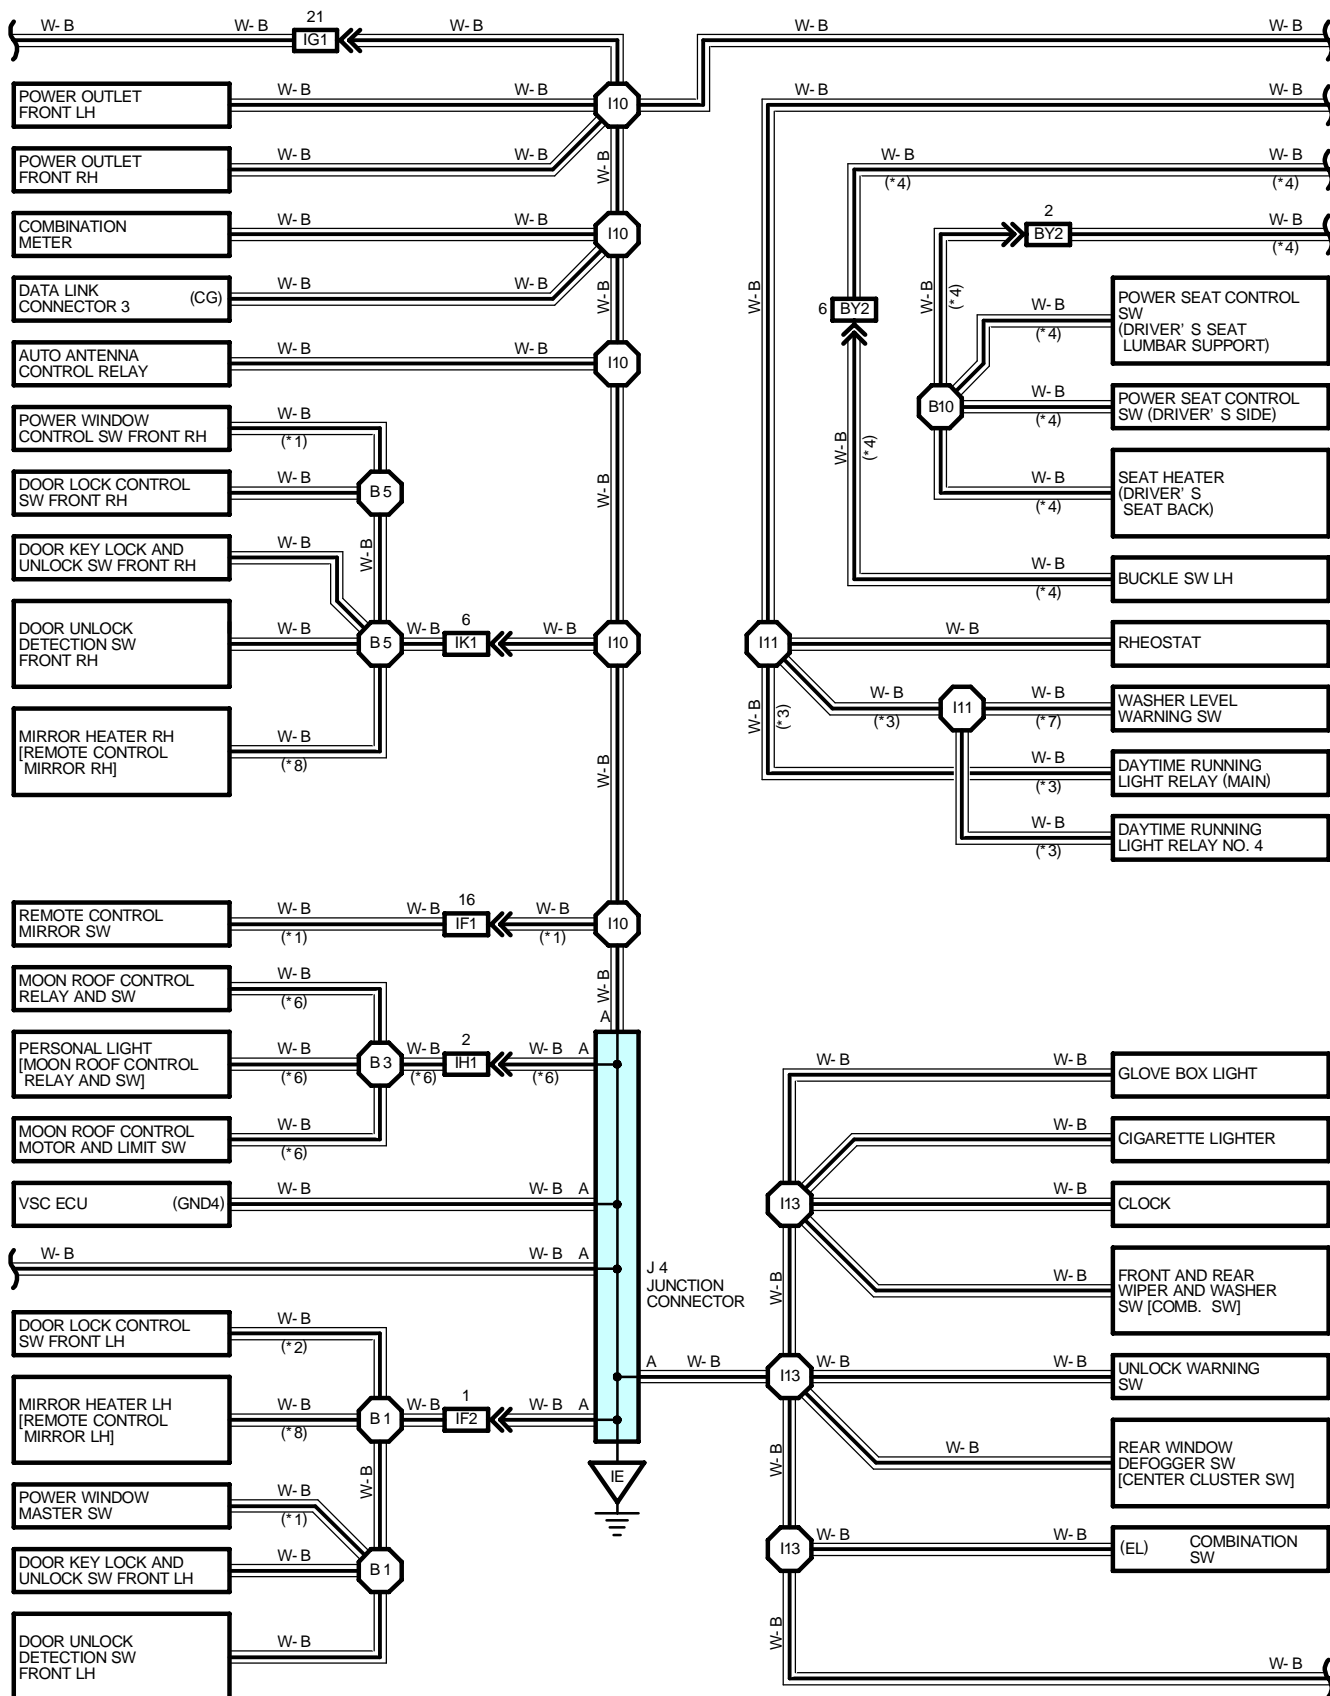 W-B W-B 21 IG1 W-B
W-B W-B
POWER OUTLET
FRONT LH
W-B
I10
W-B W-B
POWER OUTLET
FRONT RH
W-B W-B
W-B
W-B (*4) W-B (*4)
COMBINATION
METER
W-B W-B
I10
2
BY2
W-B (*4)
DATA LINK
CONNECTOR 3 (CG)
W-B W-B
W-B
W-B
6 BY2
W-B (*4)
W-B (*4)
POWER SEAT CONTROL
SW
(DRIVER'S SEAT
LUMBAR SUPPORT)
AUTO ANTENNA
CONTROL RELAY
W-B W-B
I10
B10
W-B (*4)
POWER SEAT CONTROL
SW (DRIVER'S SIDE)
POWER WINDOW
CONTROL SW FRONT RH
W-B (*1)
W-B (*4)
DOOR LOCK CONTROL
SW FRONT RH
W-B
B5
W-B
W-B (*4)
SEAT HEATER
(DRIVER'S
SEAT BACK)
DOOR KEY LOCK AND
UNLOCK SW FRONT RH
W-B
W-B
W-B (*4)
BUCKLE SW LH
DOOR UNLOCK
DETECTION SW
FRONT RH
W-B
B5
W-B
6
IK1
W-B
I10
I11
W-B
RHEOSTAT
MIRROR HEATER RH
[REMOTE CONTROL
MIRROR RH]
W-B (*8)
W-B
W-B (*3)
W-B (*3)
I11
W-B (*7)
WASHER LEVEL
WARNING SW
W-B (*3)
DAYTIME RUNNING
LIGHT RELAY (MAIN)
W-B (*3)
DAYTIME RUNNING
LIGHT RELAY NO. 4
REMOTE CONTROL
MIRROR SW
W-B (*1)
W-B
16
IF1
W-B (*1)
I10
MOON ROOF CONTROL
RELAY AND SW
W-B (*6)
W-B
A
PERSONAL LIGHT
[MOON ROOF CONTROL
RELAY AND SW]
W-B (*6)
B3
W-B (*6)
2
IH1
W-B (*6)
A
W-B W-B
GLOVE BOX LIGHT
MOON ROOF CONTROL
MOTOR AND LIMIT SW
W-B (*6)
W-B
CIGARETTE LIGHTER
VSC ECU (GND4)
W-B W-B A
I13
W-B
CLOCK
W-B W-B A
J4
JUNCTION
CONNECTOR
W-B
W-B
FRONT AND REAR
WIPER AND WASHER
SW [COMB. SW]
DOOR LOCK CONTROL
SW FRONT LH
W-B (*2)
A W-B
I13
W-B W-B
UNLOCK WARNING
SW
MIRROR HEATER LH
[REMOTE CONTROL
MIRROR LH]
W-B (*8)
B1
W-B
1
IF2
W-B A
W-B
W-B
REAR WINDOW
DEFOGGER SW
[CENTER CLUSTER SW]
POWER WINDOW
MASTER SW
W-B (*1)
W-B
IE
DOOR KEY LOCK AND
UNLOCK SW FRONT LH
W-B
B1
I13
W-B W-B
(EL) COMBINATION
SW
DOOR UNLOCK
DETECTION SW
FRONT LH
W-B
W-B
W-B